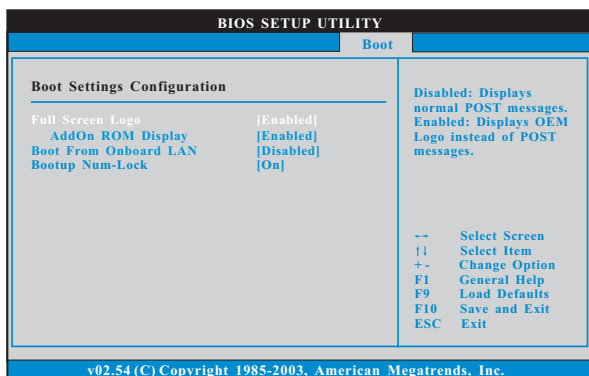 BIOS SETUP UTILITY
Boot
Boot Settings Configuration
Full Screen Logo [Enabled]
AddOn ROM Display [Enabled]
Boot From Onboard LAN [Disabled]
Bootup Num-Lock [On]
Disabled: Displays
normal POST messages.
Enabled: Displays OEM
Logo instead of POST
messages.
←→ Select Screen
↑↓ Select Item
+ - Change Option
F1 General Help
F9 Load Defaults
F10 Save and Exit
ESC Exit
v02.54 (C) Copyright 1985-2003, American Megatrends, Inc.